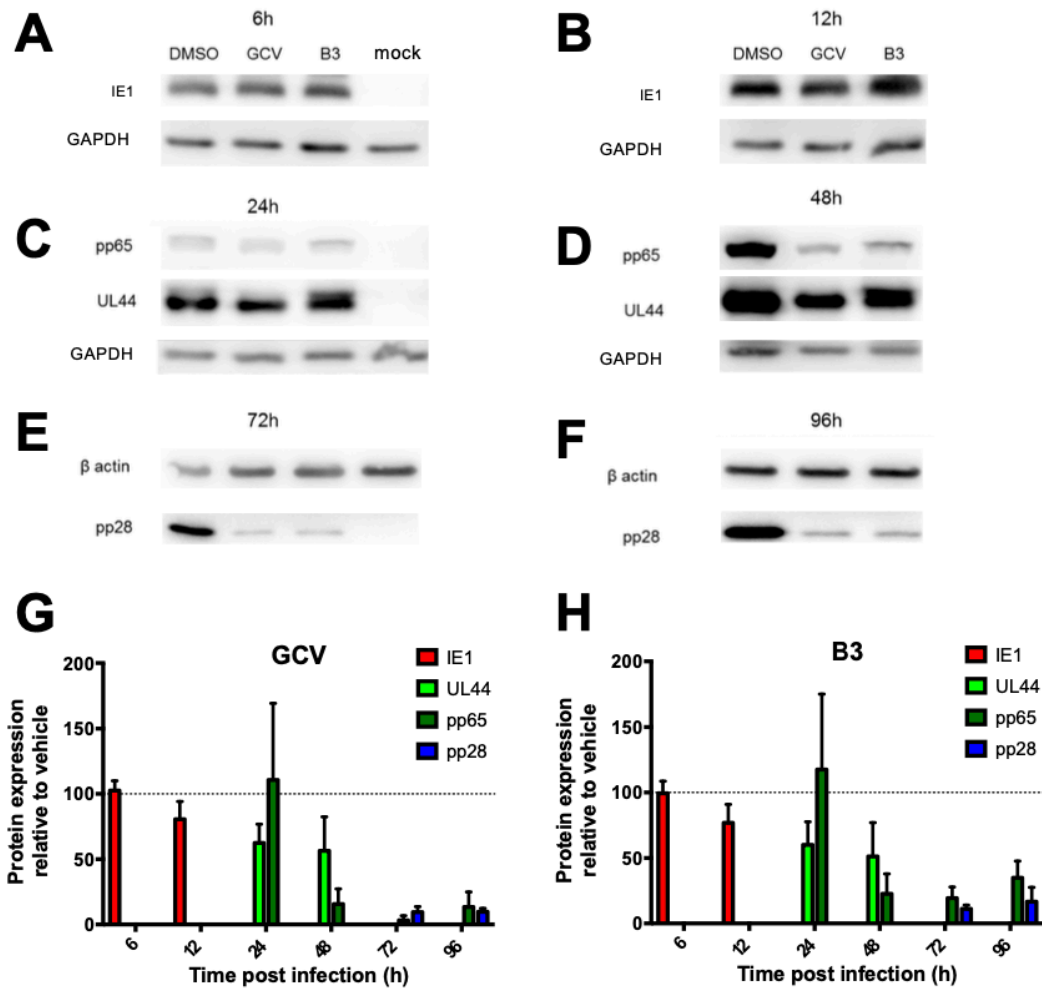 A
6h
DMSO GCV B3 mock
IE1
GAPDH
B
12h
DMSO GCV B3
IE1
GAPDH
C
24h
pp65
UL44
GAPDH
D
48h
pp65
UL44
GAPDH
E
72h
β actin
pp28
F
96h
β actin
pp28
G
GCV
IE1
UL44
pp65
pp28
Protein expression
relative to vehicle
200
150
100
50
0
6 12 24 48 72 96
Time post infection (h)
H
B3
IE1
UL44
pp65
pp28
Protein expression
relative to vehicle
200
150
100
50
0
6 12 24 48 72 96
Time post infection (h)